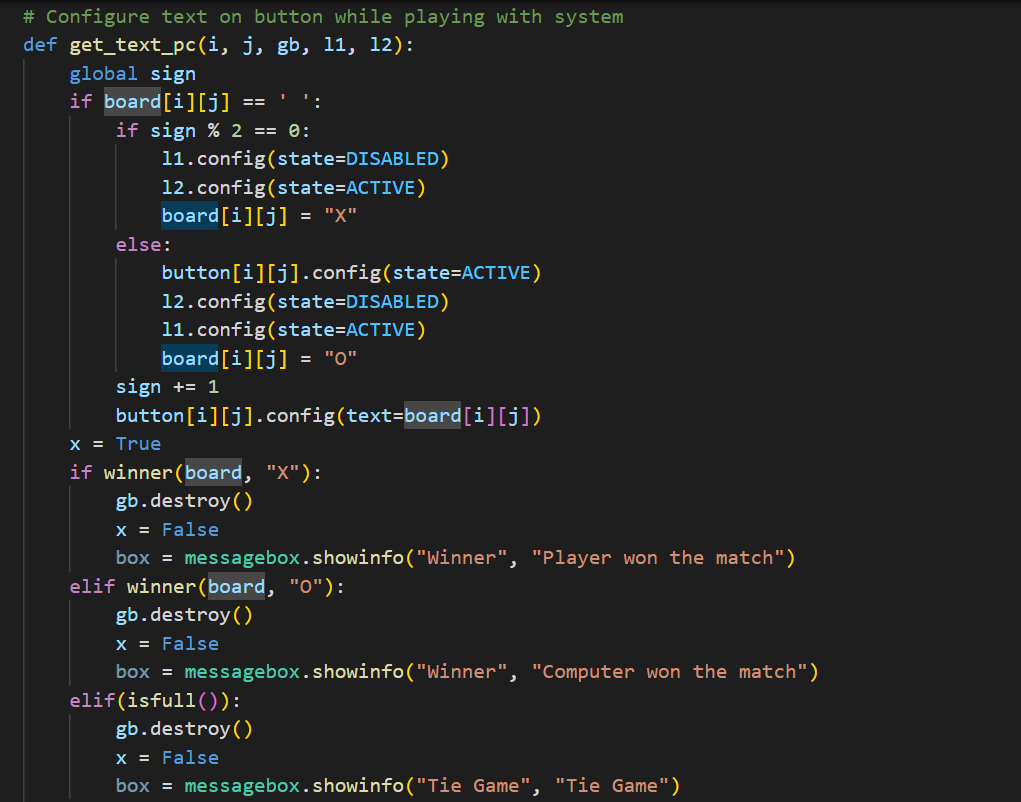 # Configure text on button while playing with system
def get_text_pc(i, j, gb, l1, l2):
    global sign
    if board[i][j] == ' ':
        if sign % 2 == 0:
            l1.config(state=DISABLED)
            l2.config(state=ACTIVE)
            board[i][j] = "X"
        else:
            button[i][j].config(state=ACTIVE)
            l2.config(state=DISABLED)
            l1.config(state=ACTIVE)
            board[i][j] = "O"
        sign += 1
        button[i][j].config(text=board[i][j])
    x = True
    if winner(board, "X"):
        gb.destroy()
        x = False
        box = messagebox.showinfo("Winner", "Player won the match")
    elif winner(board, "O"):
        gb.destroy()
        x = False
        box = messagebox.showinfo("Winner", "Computer won the match")
    elif(isfull()):
        gb.destroy()
        x = False
        box = messagebox.showinfo("Tie Game", "Tie Game")